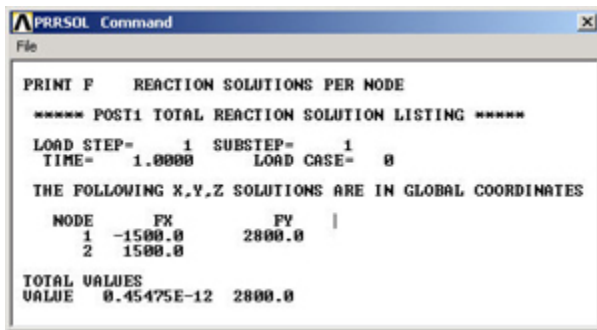 PRRSOL Command
File
PRINT F REACTION SOLUTIONS PER NODE
***** POST1 TOTAL REACTION SOLUTION LISTING *****
LOAD STEP= 1 SUBSTEP= 1
TIME= 1.0000 LOAD CASE= 0
THE FOLLOWING X,Y,Z SOLUTIONS ARE IN GLOBAL COORDINATES
NODE FX FY
1 -1500.0 2800.0
2 1500.0
TOTAL VALUES
VALUE 0.45475E-12 2800.0